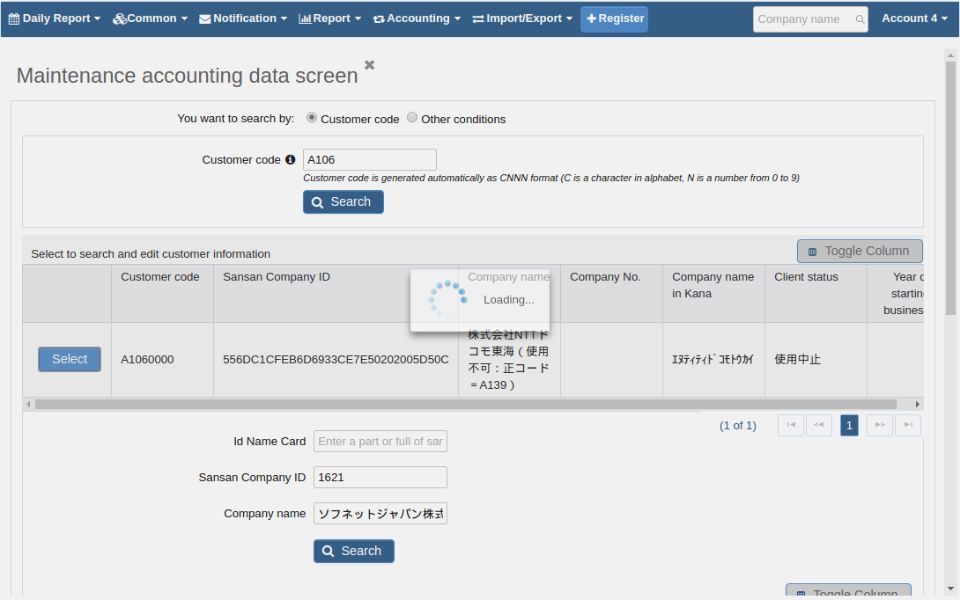 Daily Report Common Notification Report Accounting Import/Export Register Company name Account 4
Maintenance accounting data screen
You want to search by: Customer code Other conditions
Customer code A106
Customer code is generated automatically as CNNN format (C is a character in alphabet, N is a number from 0 to 9)
Search
Select to search and edit customer information Toggle Column
Customer code Sansan Company ID Company name Company No. Company name in Kana Client status Year
starting
business
Loading...
Select A1060000 556DC1CFEB6D6933CE7E50202005D50C 株式会社NTTド
コモ東海（使用
不可：正コード
＝A139） ｴﾇﾃｨﾃｨﾄﾞｺﾓﾄｳｶｲ 使用中止
(1 of 1) 1
Id Name Card Enter a part or full of sar
Sansan Company ID 1621
Company name ソフネットジャパン株式
Search
Toggle Column